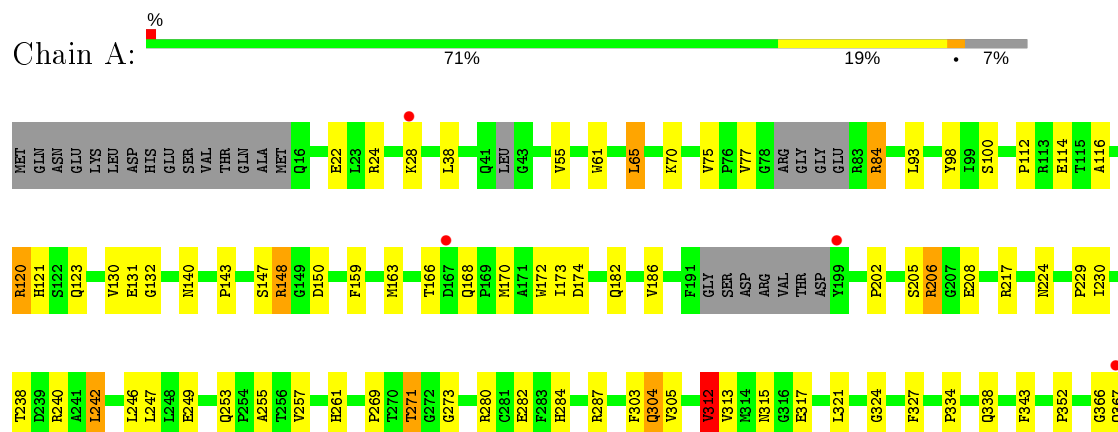 %
Chain A:
71% 19% • 7%
MET GLN ASN GLU LYS LEU ASP HIS GLU SER VAL THR GLN ALA MET Q16 E22 L23 R24 K28 L38 Q41 LEU G43 V55 W61 L65 K70 V75 P76 V77 G78 ARG GLY GLY GLU R83 R84 L93 Y98 I99 S100 P112 R113 E114 T115 A116
R120 H121 S122 Q123 V130 E131 G132 N140 P143 S147 R148 G149 D150 F159 M163 T166 D167 Q168 P169 M170 A171 W172 I173 D174 Q182 V186 F191 GLY SER ASP ARG VAL THR ASP Y199 P202 S205 R206 G207 E208 R217 N224 P229 I230
T238 D239 R240 A241 L242 L246 L247 L248 E249 Q253 P254 A255 T256 V257 H261 P269 T270 T271 G272 G273 R280 C281 E282 F283 H284 R287 F303 Q304 V305 V312 V313 M314 N315 G316 E317 L321 G324 F327 P334 Q338 F343 P352 G366